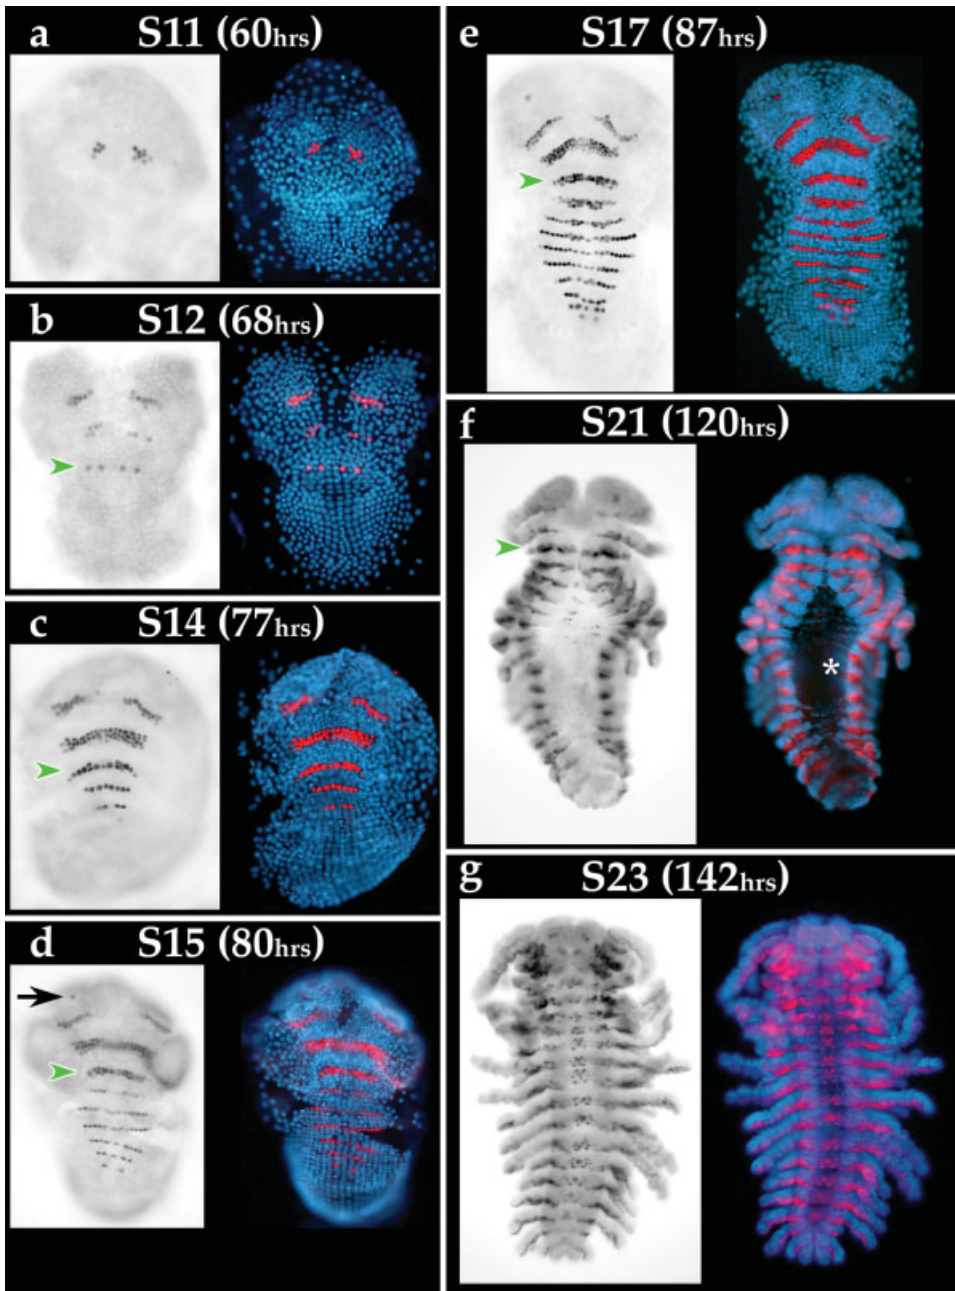 a S11 (60hrs)
b S12 (68hrs)
c S14 (77hrs)
d S15 (80hrs)
e S17 (87hrs)
f S21 (120hrs)
*
g S23 (142hrs)